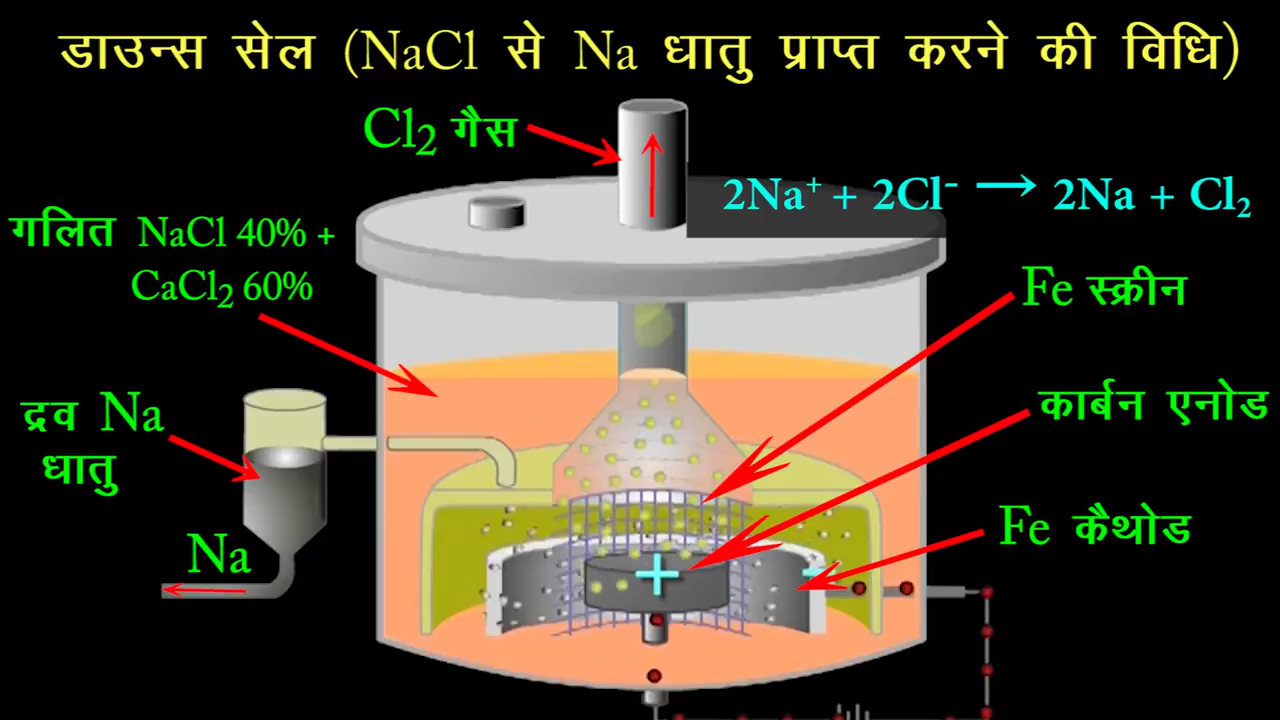 डाउन्स सेल (NaCl से Na धातु प्राप्त करने की विधि)
Cl₂ गैस
2Na⁺ + 2Cl⁻ → 2Na + Cl₂
गलित NaCl 40% +
CaCl₂ 60%
Fe स्क्रीन
कार्बन एनोड
द्रव Na
धातु
Fe कैथोड
Na
+
-